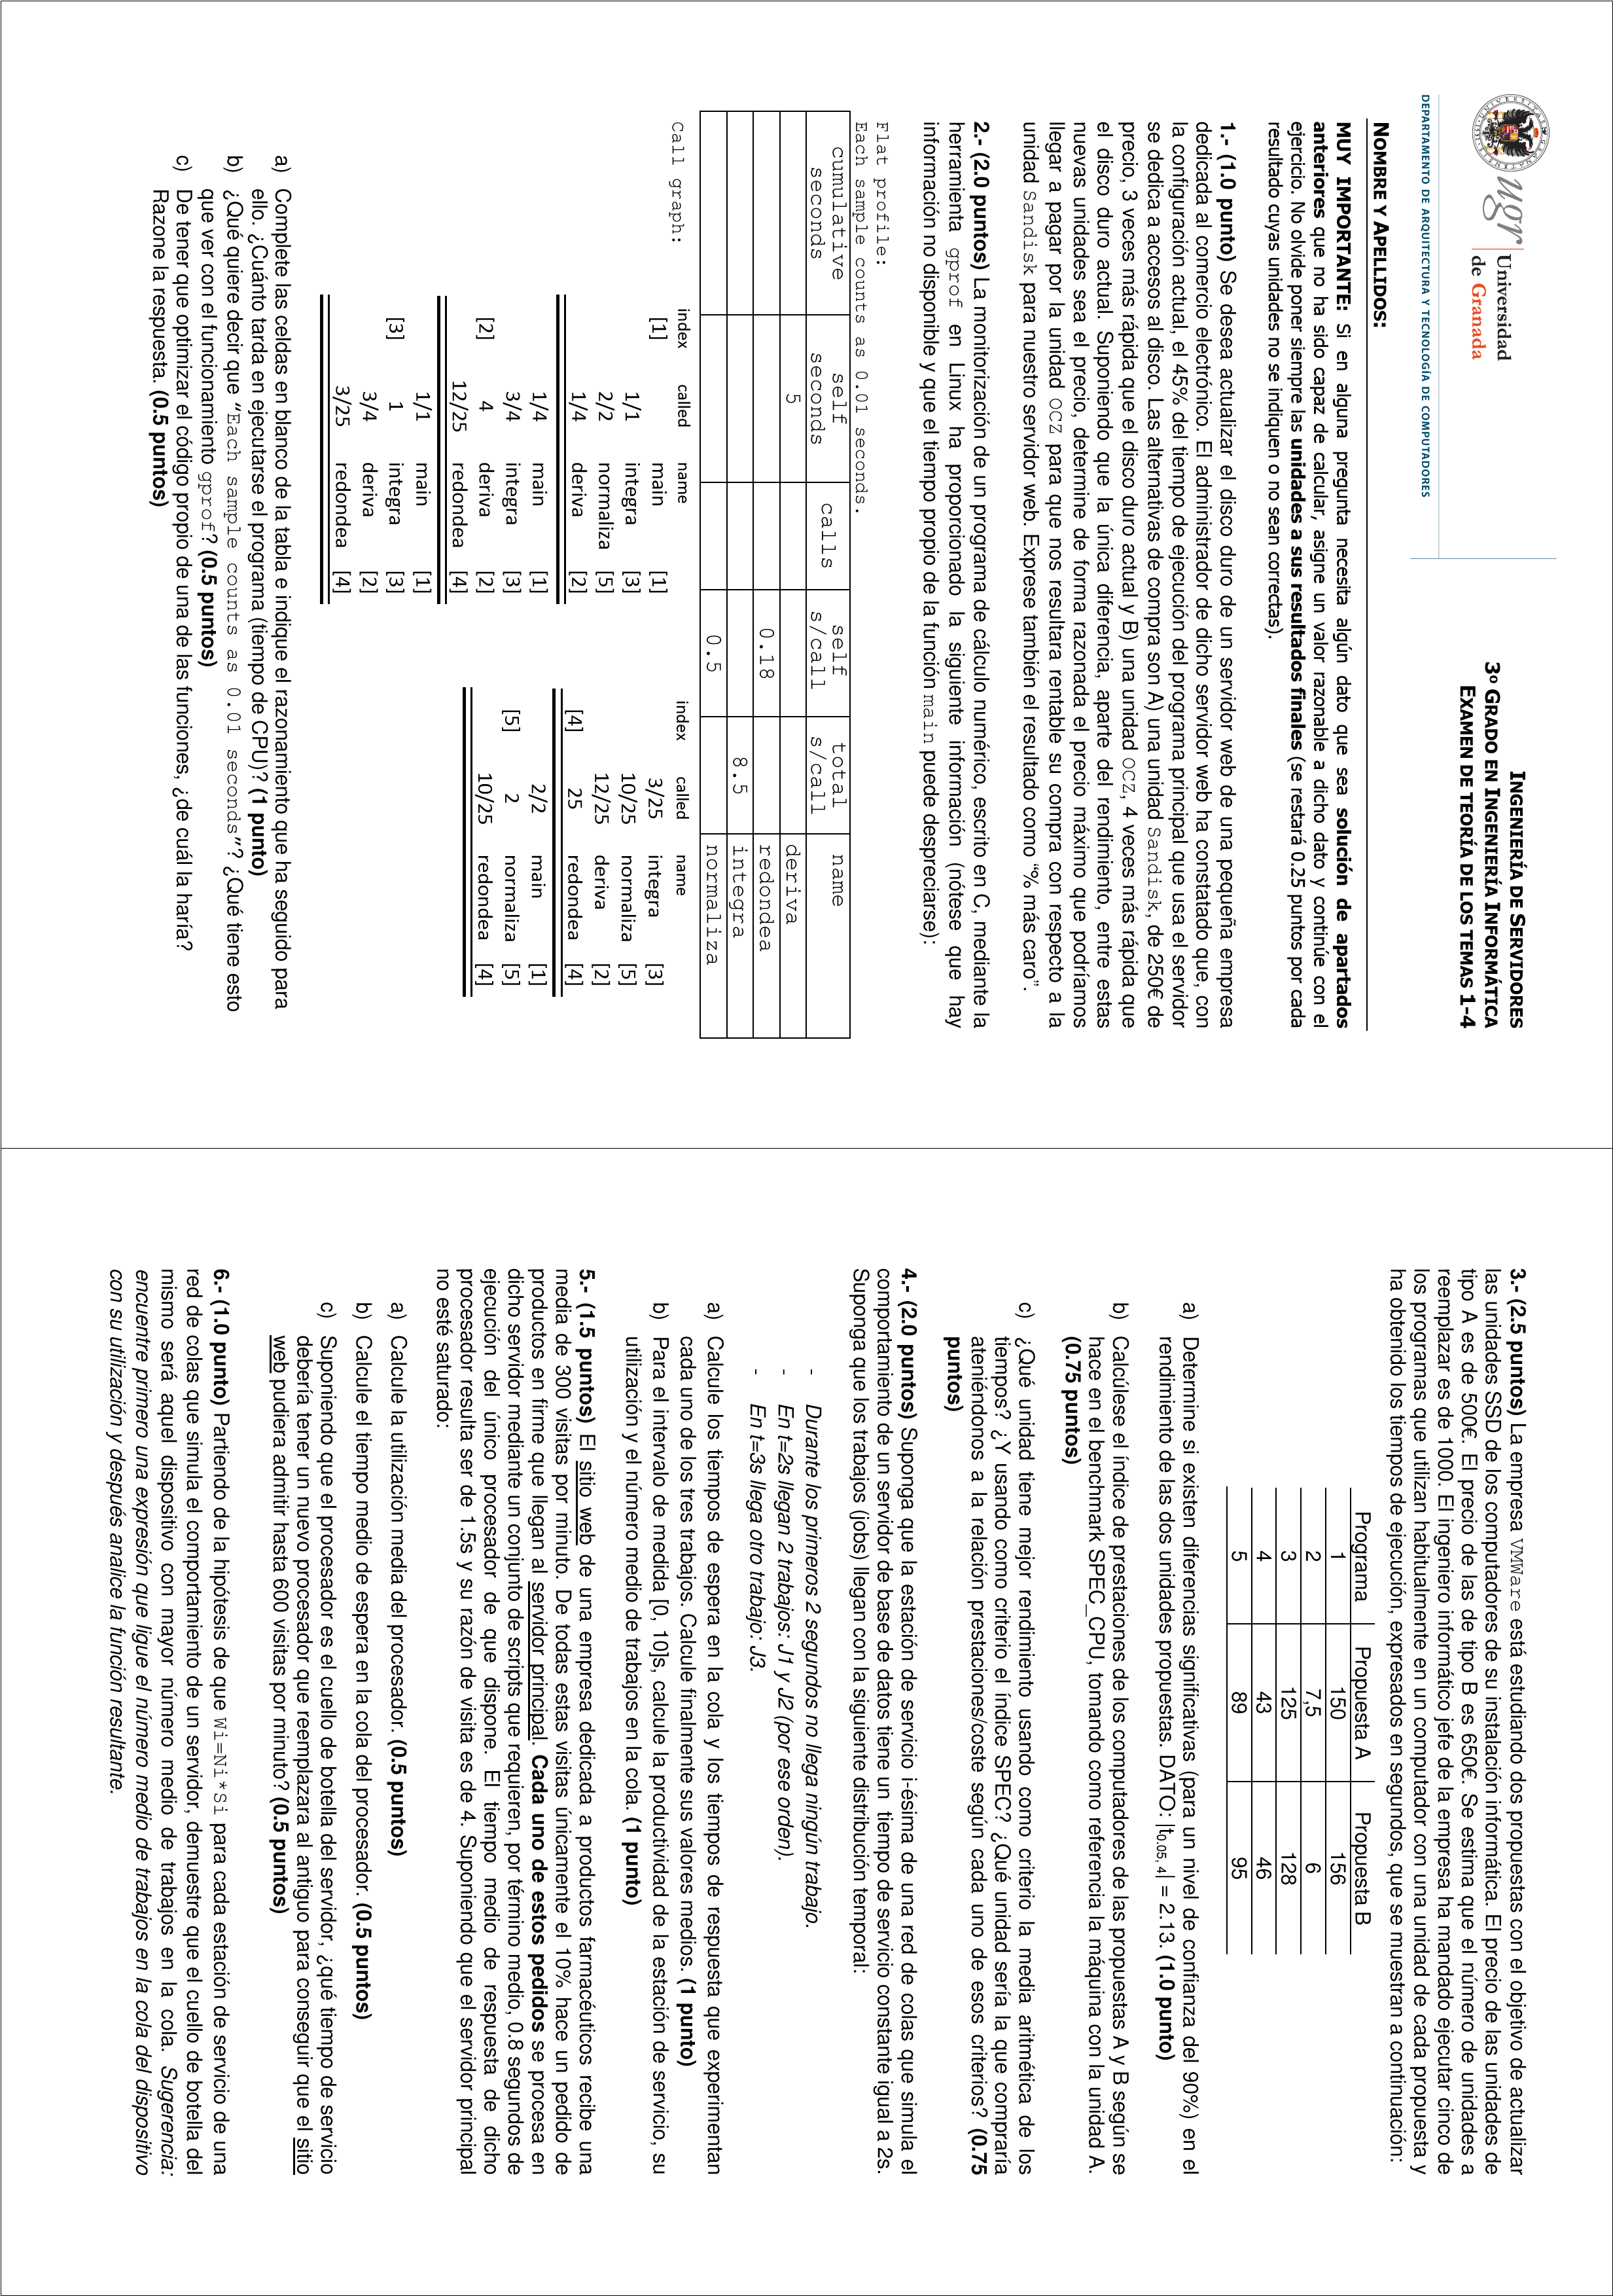 ugr
Universidad
de Granada
DEPARTAMENTO DE ARQUITECTURA Y TECNOLOGÍA DE COMPUTADORES
INGENIERÍA DE SERVIDORES
3º GRADO EN INGENIERÍA INFORMÁTICA
EXAMEN DE TEORÍA DE LOS TEMAS 1-4
NOMBRE Y APELLIDOS:
MUY IMPORTANTE: Si en alguna pregunta necesita algún dato que sea solución de apartados
anteriores que no ha sido capaz de calcular, asigne un valor razonable a dicho dato y continúe con el
ejercicio. No olvide poner siempre las unidades a sus resultados finales (se restará 0.25 puntos por cada
resultado cuyas unidades no se indiquen o no sean correctas).
1.- (1.0 punto) Se desea actualizar el disco duro de un servidor web de una pequeña empresa
dedicada al comercio electrónico. El administrador de dicho servidor web ha constatado que, con
la configuración actual, el 45% del tiempo de ejecución del programa principal que usa el servidor
se dedica a accesos al disco. Las alternativas de compra son A) una unidad Sandisk, de 250€ de
precio, 3 veces más rápida que el disco duro actual y B) una unidad OCZ, 4 veces más rápida que
el disco duro actual. Suponiendo que la única diferencia, aparte del rendimiento, entre estas
nuevas unidades sea el precio, determine de forma razonada el precio máximo que podríamos
llegar a pagar por la unidad OCZ para que nos resultara rentable su compra con respecto a la
unidad Sandisk para nuestro servidor web. Exprese también el resultado como "% más caro".
2.- (2.0 puntos) La monitorización de un programa de cálculo numérico, escrito en C, mediante la
herramienta gprof en Linux ha proporcionado la siguiente información (nótese que hay
información no disponible y que el tiempo propio de la función main puede despreciarse):
Flat profile:
Each sample counts as 0.01 seconds.
cumulative self self total
seconds seconds calls s/call s/call name
5 deriva
0.18 redondea
8.5 integra
0.5 normaliza
Call graph:
index called name
[1] main [1]
1/1 integra [3]
2/2 normaliza [5]
1/4 deriva [2]
1/4 main [1]
3/4 integra [3]
[2] 4 deriva [2]
12/25 redondea [4]
1/1 main [1]
[3] 1 integra [3]
3/4 deriva [2]
3/25 redondea [4]
index called name
3/25 integra [3]
10/25 normaliza [5]
12/25 deriva [2]
[4] 25 redondea [4]
2/2 main [1]
[5] 2 normaliza [5]
10/25 redondea [4]
a) Complete las celdas en blanco de la tabla e indique el razonamiento que ha seguido para
ello. ¿Cuánto tarda en ejecutarse el programa (tiempo de CPU)? (1 punto)
b) ¿Qué quiere decir que "Each sample counts as 0.01 seconds"? ¿Qué tiene esto
que ver con el funcionamiento gprof? (0.5 puntos)
c) De tener que optimizar el código propio de una de las funciones, ¿de cuál la haría?
Razone la respuesta. (0.5 puntos)
3.- (2.5 puntos) La empresa VMWare está estudiando dos propuestas con el objetivo de actualizar
las unidades SSD de los computadores de su instalación informática. El precio de las unidades de
tipo A es de 500€. El precio de las de tipo B es 650€. Se estima que el número de unidades a
reemplazar es de 1000. El ingeniero informático jefe de la empresa ha mandado ejecutar cinco de
los programas que utilizan habitualmente en un computador con una unidad de cada propuesta y
ha obtenido los tiempos de ejecución, expresados en segundos, que se muestran a continuación:
Programa Propuesta A Propuesta B
1 150 156
2 7,5 6
3 125 128
4 43 46
5 89 95
a) Determine si existen diferencias significativas (para un nivel de confianza del 90%) en el
rendimiento de las dos unidades propuestas. DATO: |t0.05, 4| = 2.13. (1.0 punto)
b) Calcúlese el índice de prestaciones de los computadores de las propuestas A y B según se
hace en el benchmark SPEC_CPU, tomando como referencia la máquina con la unidad A.
(0.75 puntos)
c) ¿Qué unidad tiene mejor rendimiento usando como criterio la media aritmética de los
tiempos? ¿Y usando como criterio el índice SPEC? ¿Qué unidad sería la que compraría
ateniéndonos a la relación prestaciones/coste según cada uno de esos criterios? (0.75
puntos)
4.- (2.0 puntos) Suponga que la estación de servicio i-ésima de una red de colas que simula el
comportamiento de un servidor de base de datos tiene un tiempo de servicio constante igual a 2s.
Suponga que los trabajos (jobs) llegan con la siguiente distribución temporal:
- Durante los primeros 2 segundos no llega ningún trabajo.
- En t=2s llegan 2 trabajos: J1 y J2 (por ese orden).
- En t=3s llega otro trabajo: J3.
a) Calcule los tiempos de espera en la cola y los tiempos de respuesta que experimentan
cada uno de los tres trabajos. Calcule finalmente sus valores medios. (1 punto)
b) Para el intervalo de medida [0, 10]s, calcule la productividad de la estación de servicio, su
utilización y el número medio de trabajos en la cola. (1 punto)
5.- (1.5 puntos) El sitio web de una empresa dedicada a productos farmacéuticos recibe una
media de 300 visitas por minuto. De todas estas visitas únicamente el 10% hace un pedido de
productos en firme que llegan al servidor principal. Cada uno de estos pedidos se procesa en
dicho servidor mediante un conjunto de scripts que requieren, por término medio, 0.8 segundos de
ejecución del único procesador de que dispone. El tiempo medio de respuesta de dicho
procesador resulta ser de 1.5s y su razón de visita es de 4. Suponiendo que el servidor principal
no esté saturado:
a) Calcule la utilización media del procesador. (0.5 puntos)
b) Calcule el tiempo medio de espera en la cola del procesador. (0.5 puntos)
c) Suponiendo que el procesador es el cuello de botella del servidor, ¿qué tiempo de servicio
debería tener un nuevo procesador que reemplazara al antiguo para conseguir que el sitio
web pudiera admitir hasta 600 visitas por minuto? (0.5 puntos)
6.- (1.0 punto) Partiendo de la hipótesis de que Wi=Ni*Si para cada estación de servicio de una
red de colas que simula el comportamiento de un servidor, demuestre que el cuello de botella del
mismo será aquel dispositivo con mayor número medio de trabajos en la cola. Sugerencia:
encuentre primero una expresión que ligue el número medio de trabajos en la cola del dispositivo
con su utilización y después analice la función resultante.